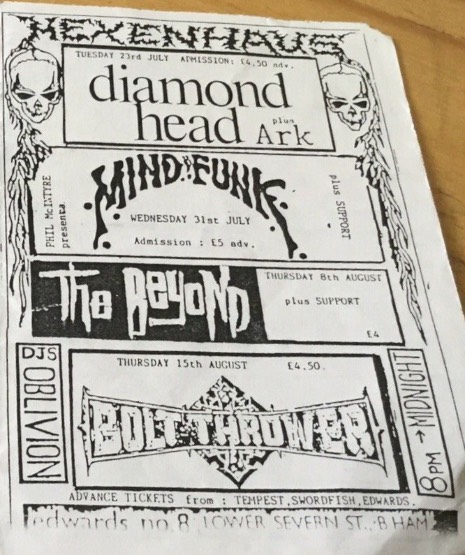 HEXENHAUS
TUESDAY 23rd JULY ADMISSION: £4.50 adv.
diamond
head plus Ark
MIND FUNK
PHIL McINTYRE
presents
plus SUPPORT
WEDNESDAY 31st JULY
Admission : £5 adv.
The BEYOND
THURSDAY 8th AUGUST
plus SUPPORT
£4
DJS OBLIVION
THURSDAY 15th AUGUST £4.50.
BOLT THROWER
8PM → MIDNIGHT
ADVANCE TICKETS from : TEMPEST, SWORDFISH, EDWARDS.
edwards no. 8 LOWER SEVERN ST., B'HAM